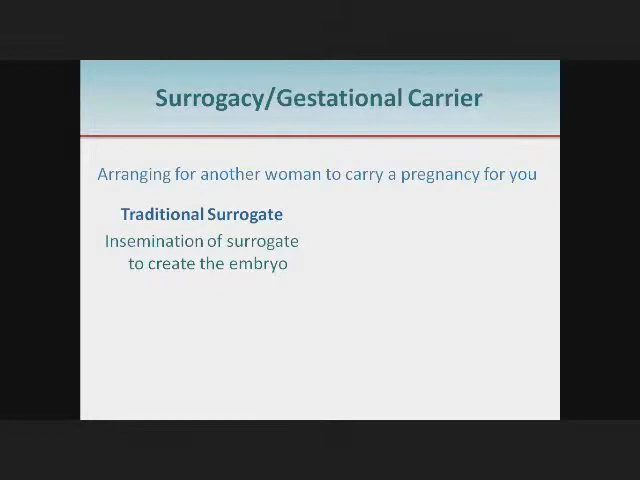 Surrogacy/Gestational Carrier
Arranging for another woman to carry a pregnancy for you
Traditional Surrogate
Insemination of surrogate
to create the embryo